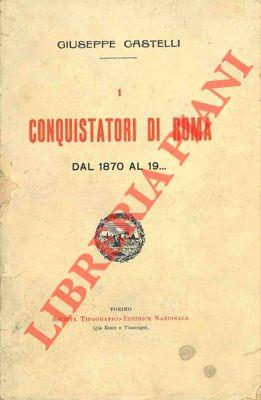 GIUSEPPE CASTELLI
I
CONQUISTATORI DI ROMA
DAL 1870 AL 19...
TORINO
SOCIETÀ TIPOGRAFICO-EDITRICE NAZIONALE
(già Roux e Viarengo).
LIBRERIA PIANI